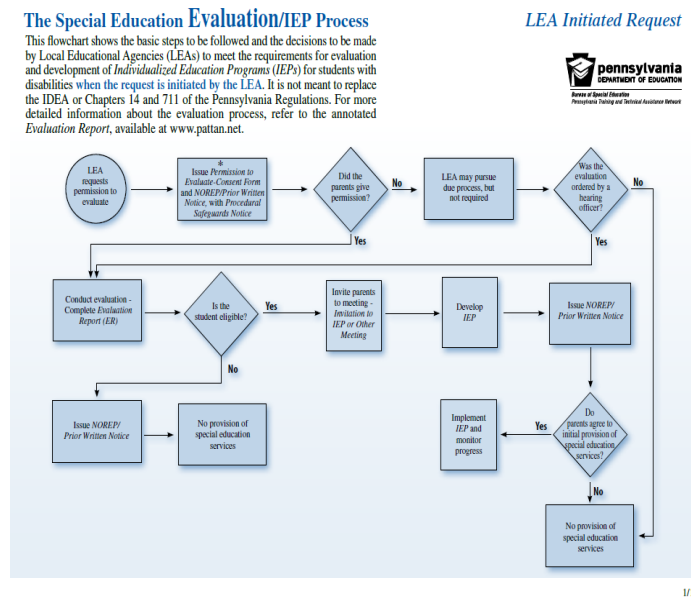 The Special Education Evaluation/IEP Process
LEA Initiated Request
This flowchart shows the basic steps to be followed and the decisions to be made
by Local Educational Agencies (LEAs) to meet the requirements for evaluation
and development of Individualized Education Programs (IEPs) for students with
disabilities when the request is initiated by the LEA. It is not meant to replace
the IDEA or Chapters 14 and 711 of the Pennsylvania Regulations. For more
detailed information about the evaluation process, refer to the annotated
Evaluation Report, available at www.pattan.net.
pennsylvania
DEPARTMENT OF EDUCATION
Bureau of Special Education
Pennsylvania Training and Technical Assistance Network
LEA
requests
permission to
evaluate
*
Issue Permission to
Evaluate-Consent Form
and NOREP/Prior Written
Notice, with Procedural
Safeguards Notice
Did the
parents give
permission?
No
LEA may pursue
due process, but
not required
Was the
evaluation
ordered by a
hearing
officer?
No
Yes
Yes
Conduct evaluation -
Complete Evaluation
Report (ER)
Is the
student eligible?
Yes
Invite parents
to meeting -
Invitation to
IEP or Other
Meeting
Develop
IEP
Issue NOREP/
Prior Written Notice
No
Issue NOREP/
Prior Written Notice
No provision of
special education
services
Implement
IEP and
monitor
progress
Yes
Do
parents agree to
initial provision of
special education
services?
No
No provision of
special education
services
1/